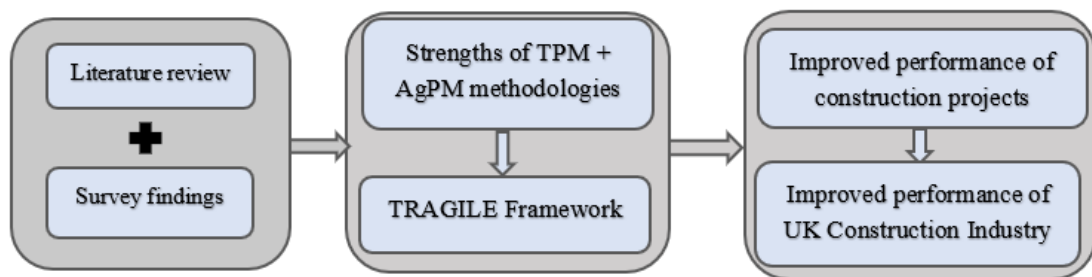 Literature review
Survey findings
Strengths of TPM +
AgPM methodologies
TRAGILE Framework
Improved performance of
construction projects
Improved performance of
UK Construction Industry